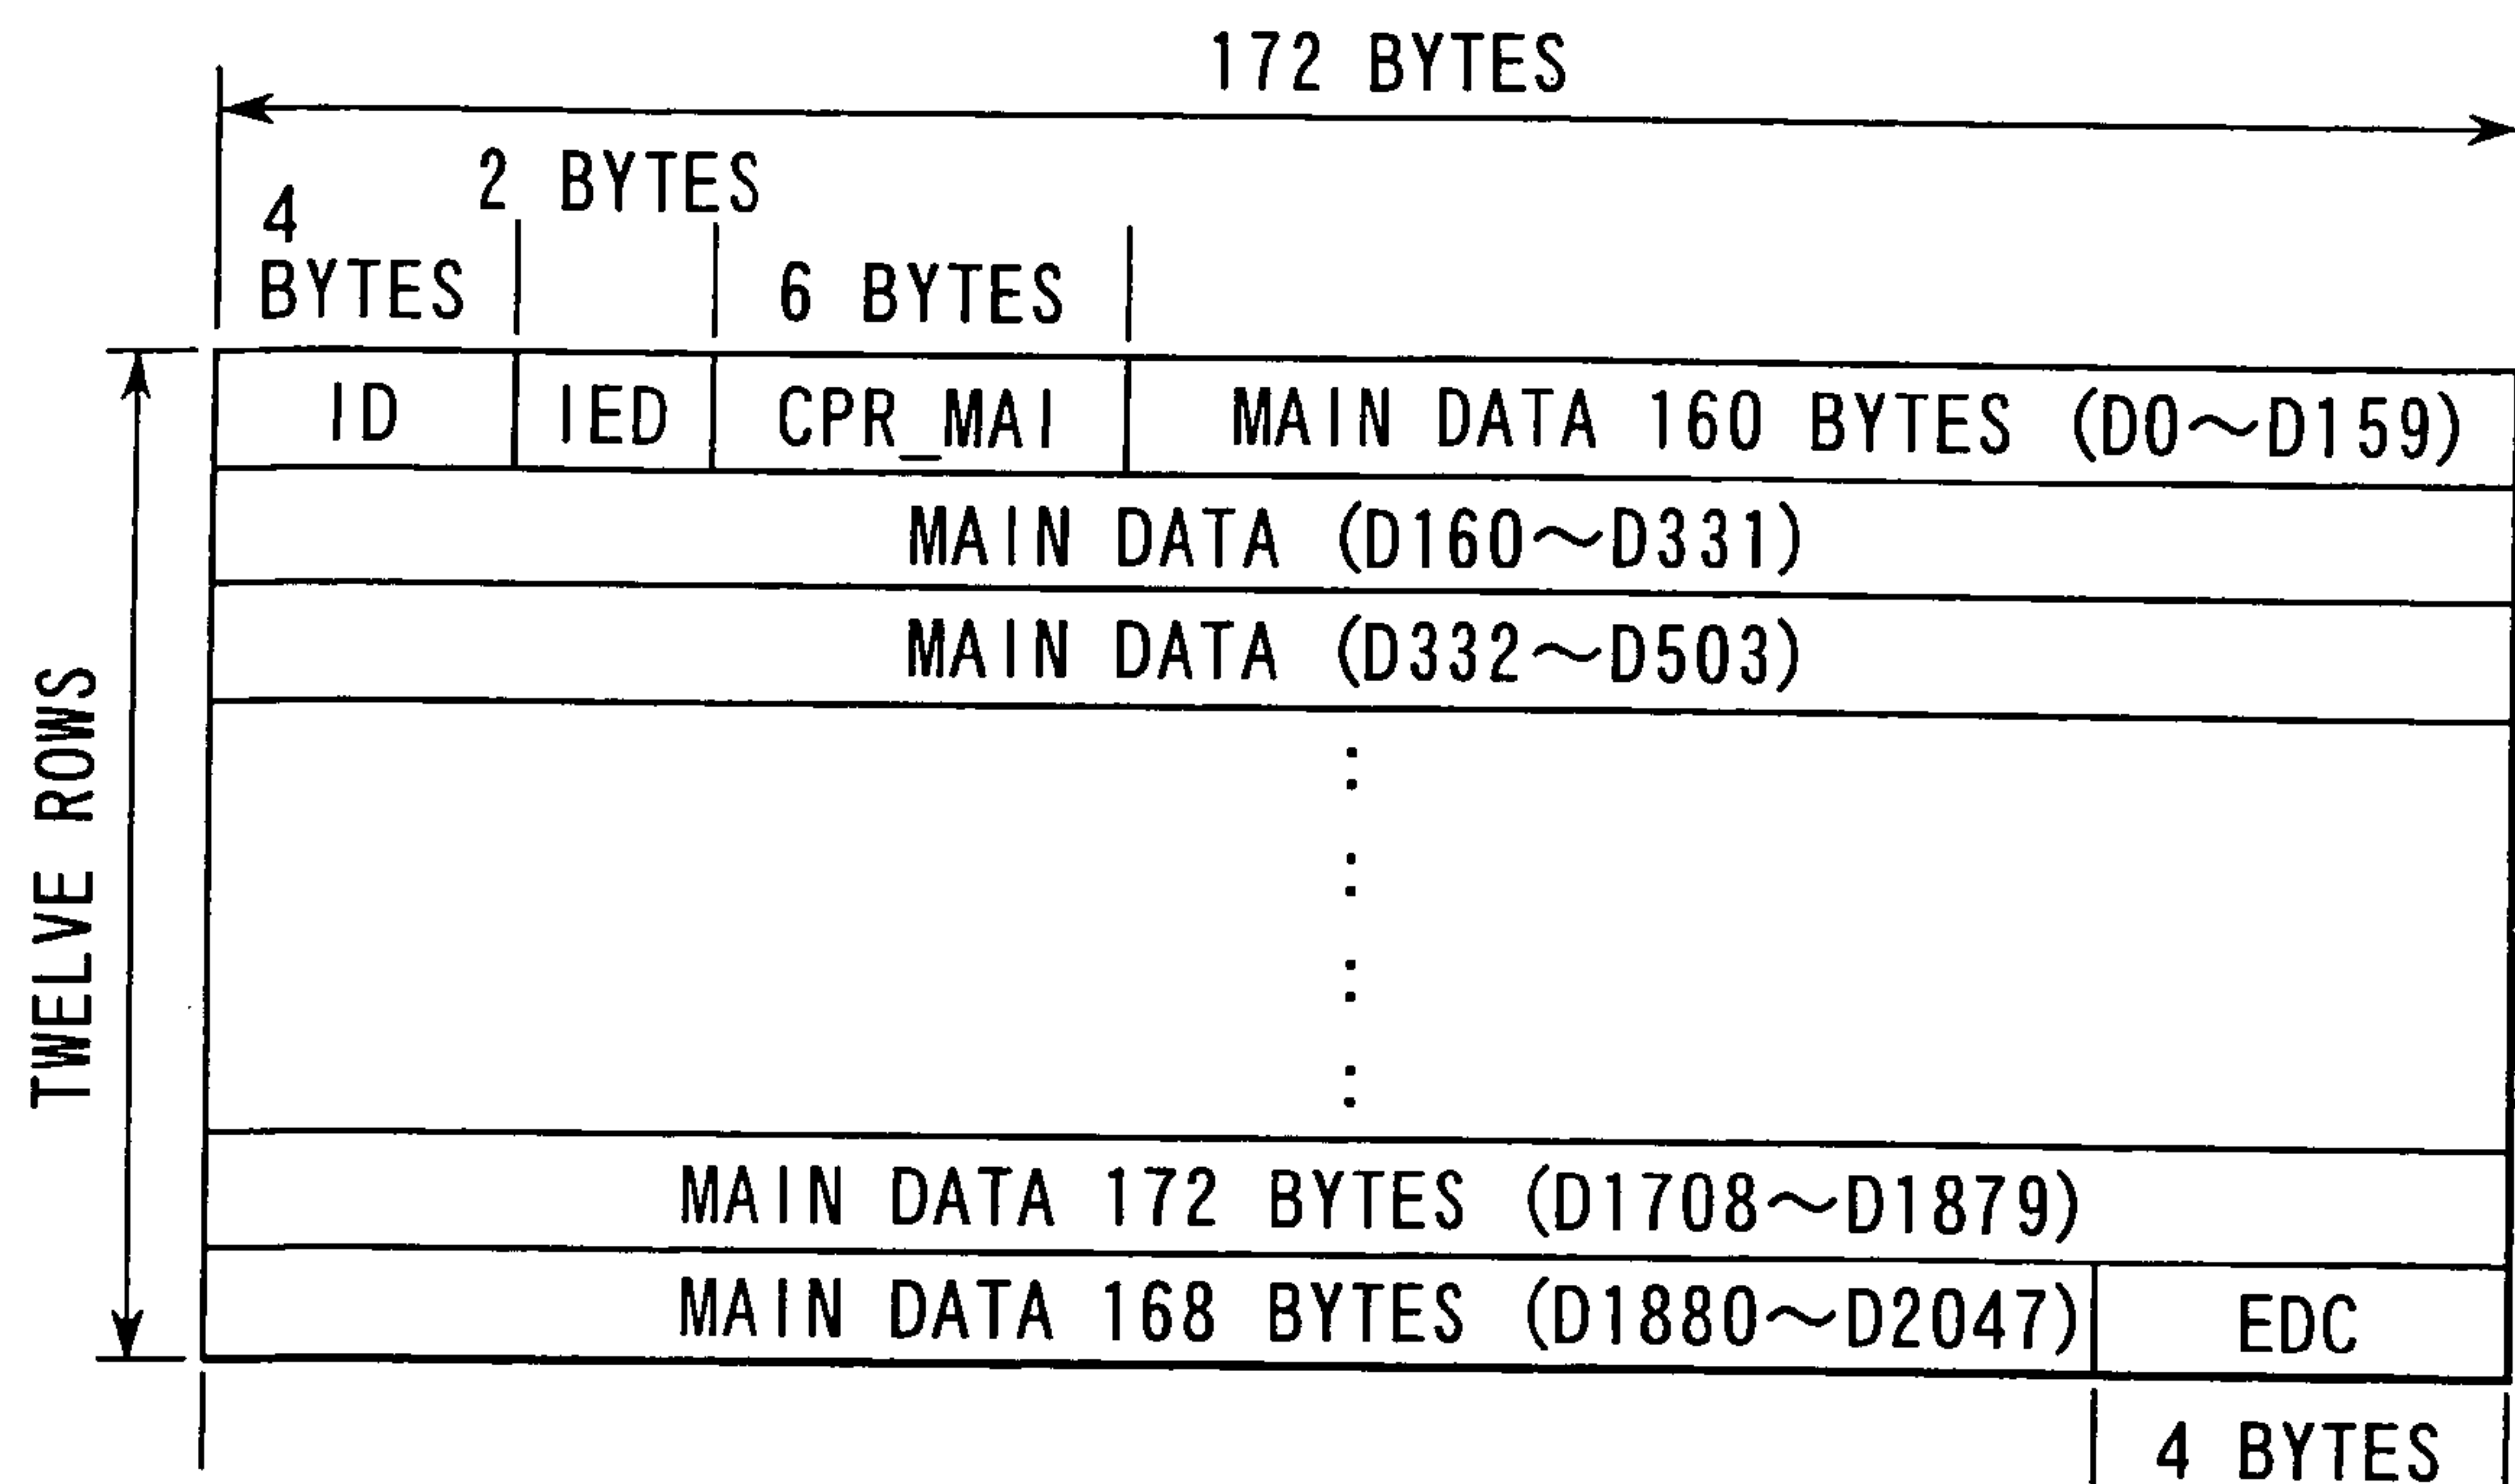 172 BYTES
2 BYTES
4
BYTES
6 BYTES
ID IED CPR_MAI MAIN DATA 160 BYTES (D0～D159)
MAIN DATA (D160～D331)
MAIN DATA (D332～D503)
TWELVE ROWS
MAIN DATA 172 BYTES (D1708～D1879)
MAIN DATA 168 BYTES (D1880～D2047) EDC
4 BYTES